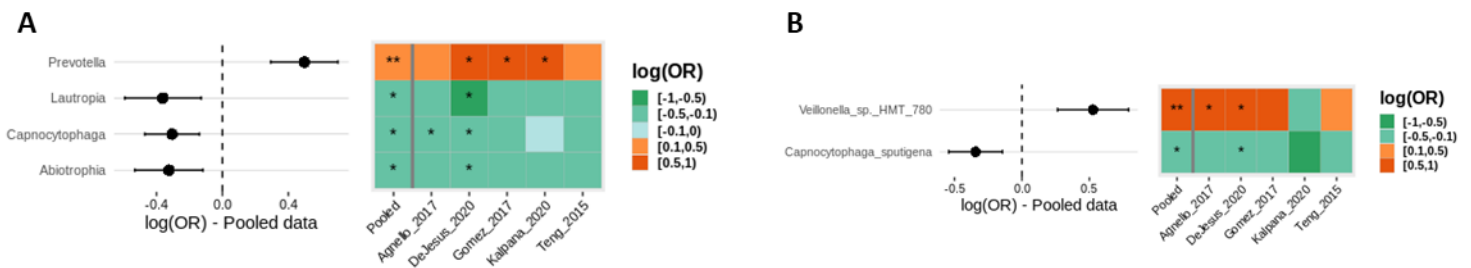 A
Prevotella
Lautropia
Capnocytophaga
Abiotrophia
-0.4 0.0 0.4
log(OR) - Pooled data
** * * *
* *
* * *
* *
Pooled
Agnello_2017
DeJesus_2020
Gomez_2017
Kalpana_2020
Teng_2015
log(OR)
[-1,-0.5)
[-0.5,-0.1)
[-0.1,0)
[0.1,0.5)
[0.5,1)
B
Veillonella_sp._HMT_780
Capnocytophaga_sputigena
-0.5 0.0 0.5
log(OR) - Pooled data
** * *
* *
Pooled
Agnello_2017
DeJesus_2020
Gomez_2017
Kalpana_2020
Teng_2015
log(OR)
[-1,-0.5)
[-0.5,-0.1)
[0.1,0.5)
[0.5,1)